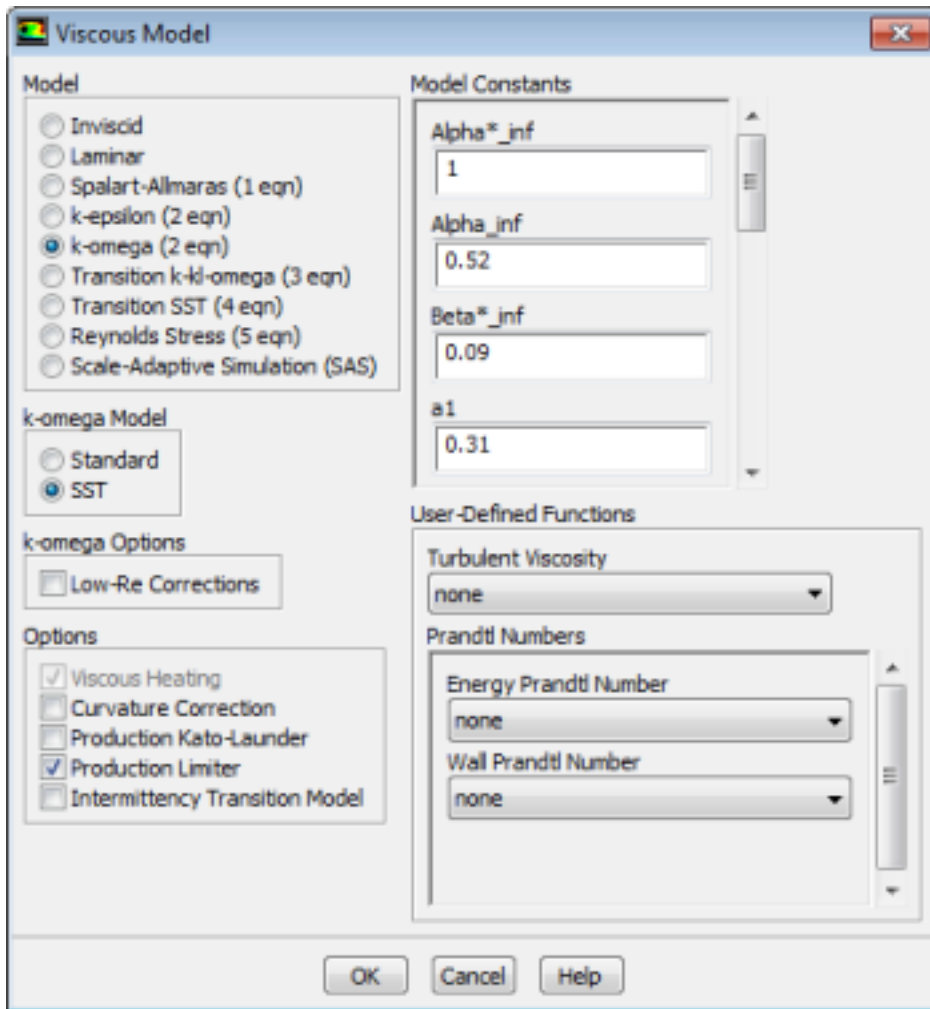 Viscous Model
Model
Inviscid
Laminar
Spalart-Allmaras (1 eqn)
k-epsilon (2 eqn)
k-omega (2 eqn)
Transition k-kl-omega (3 eqn)
Transition SST (4 eqn)
Reynolds Stress (5 eqn)
Scale-Adaptive Simulation (SAS)
k-omega Model
Standard
SST
k-omega Options
Low-Re Corrections
Options
Viscous Heating
Curvature Correction
Production Kato-Launder
Production Limiter
Intermittency Transition Model
Model Constants
Alpha*_inf
1
Alpha_inf
0.52
Beta*_inf
0.09
a1
0.31
User-Defined Functions
Turbulent Viscosity
none
Prandtl Numbers
Energy Prandtl Number
none
Wall Prandtl Number
none
OK
Cancel
Help